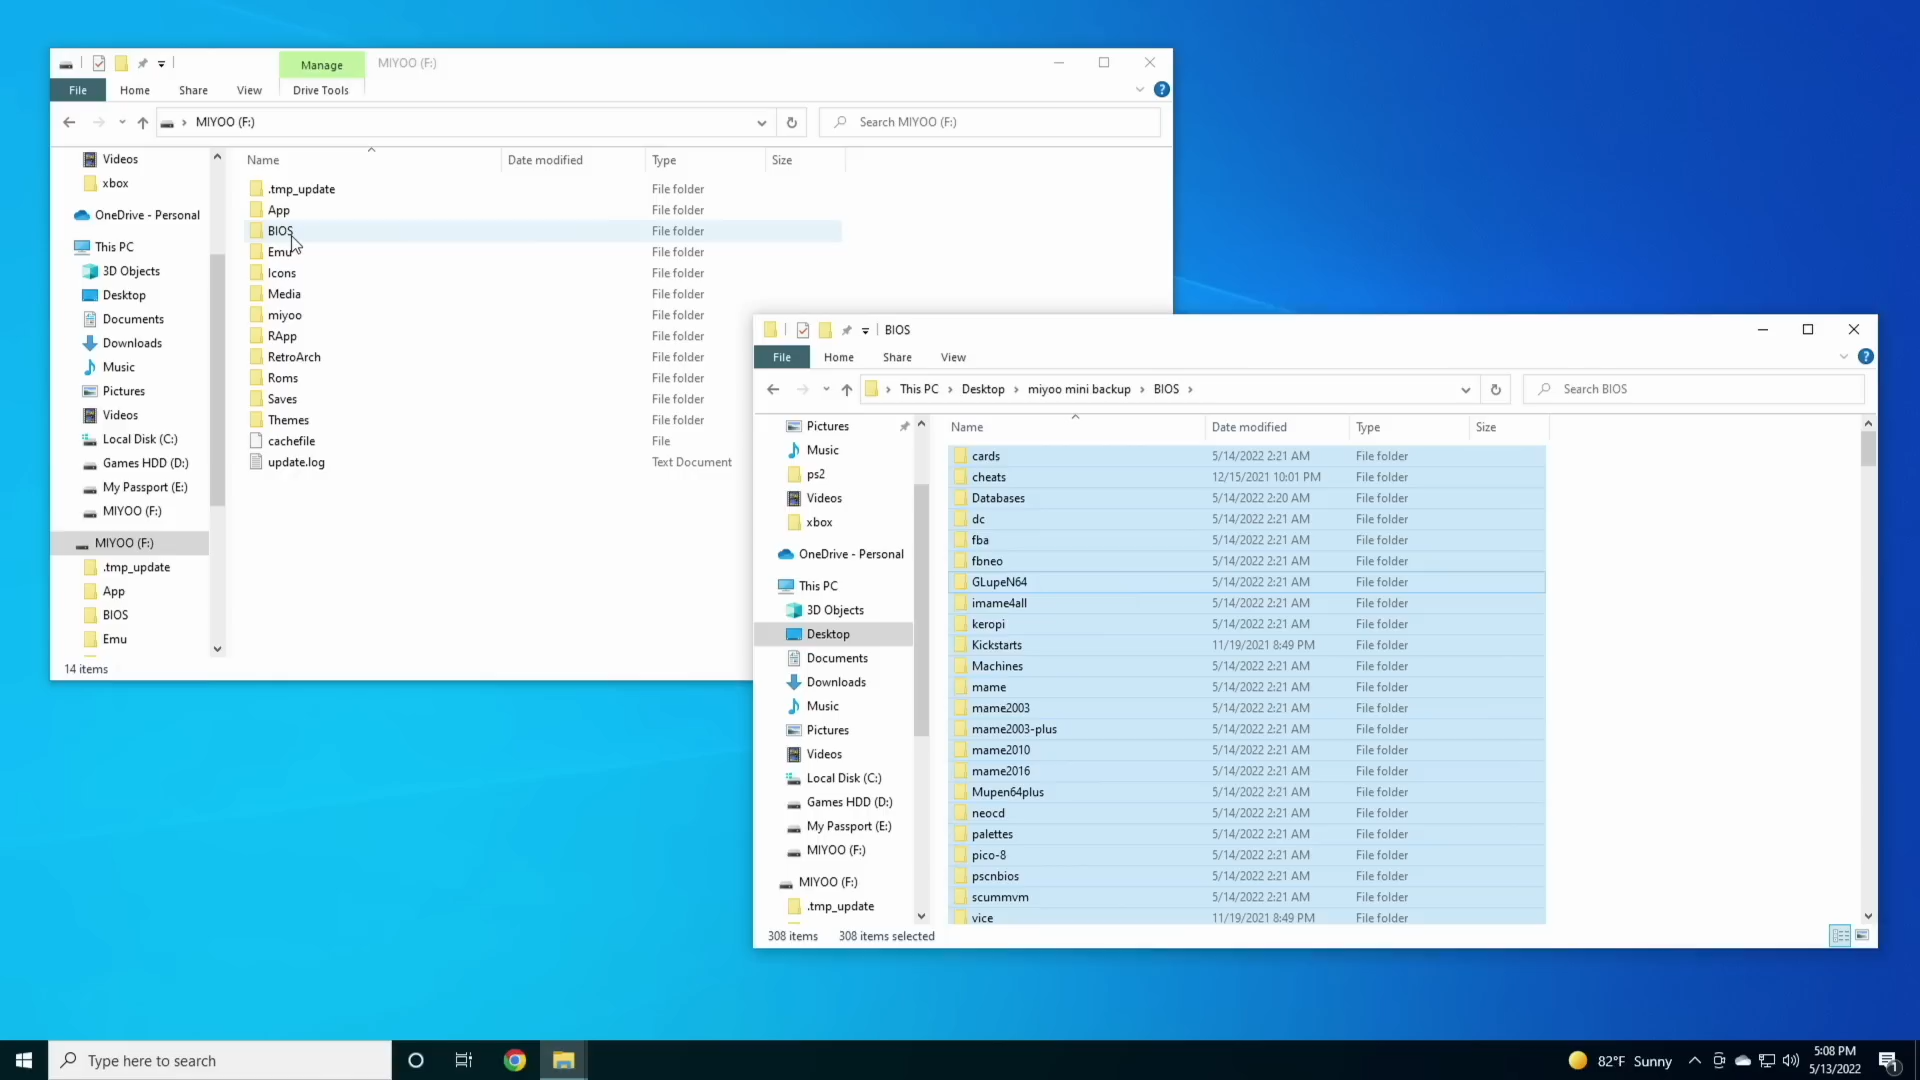 Manage
MIYOO (F:)
File
Home
Share
View
Drive Tools
MIYOO (F:)
Search MIYOO (F:)
Videos
xbox
OneDrive - Personal
This PC
3D Objects
Desktop
Documents
Downloads
Music
Pictures
Videos
Local Disk (C:)
Games HDD (D:)
My Passport (E:)
MIYOO (F:)
MIYOO (F:)
.tmp_update
App
BIOS
Emu
Name Date modified Type Size
.tmp_update File folder
App File folder
BIOS File folder
Emu File folder
Icons File folder
Media File folder
miyoo File folder
RApp File folder
RetroArch File folder
Roms File folder
Saves File folder
Themes File folder
cachefile File
update.log Text Document
14 items
BIOS
File
Home
Share
View
This PC > Desktop > miyoo mini backup > BIOS >
Search BIOS
Pictures
Music
ps2
Videos
xbox
OneDrive - Personal
This PC
3D Objects
Desktop
Documents
Downloads
Music
Pictures
Videos
Local Disk (C:)
Games HDD (D:)
My Passport (E:)
MIYOO (F:)
MIYOO (F:)
.tmp_update
Name Date modified Type Size
cards 5/14/2022 2:21 AM File folder
cheats 12/15/2021 10:01 PM File folder
Databases 5/14/2022 2:20 AM File folder
dc 5/14/2022 2:21 AM File folder
fba 5/14/2022 2:21 AM File folder
fbneo 5/14/2022 2:21 AM File folder
GLupeN64 5/14/2022 2:21 AM File folder
imame4all 5/14/2022 2:21 AM File folder
keropi 5/14/2022 2:21 AM File folder
Kickstarts 11/19/2021 8:49 PM File folder
Machines 5/14/2022 2:21 AM File folder
mame 5/14/2022 2:21 AM File folder
mame2003 5/14/2022 2:21 AM File folder
mame2003-plus 5/14/2022 2:21 AM File folder
mame2010 5/14/2022 2:21 AM File folder
mame2016 5/14/2022 2:21 AM File folder
Mupen64plus 5/14/2022 2:21 AM File folder
neocd 5/14/2022 2:21 AM File folder
palettes 5/14/2022 2:21 AM File folder
pico-8 5/14/2022 2:21 AM File folder
pscnbios 5/14/2022 2:21 AM File folder
scummvm 5/14/2022 2:21 AM File folder
vice 11/19/2021 8:49 PM File folder
308 items 308 items selected
Type here to search
82°F Sunny
5:08 PM
5/13/2022
1